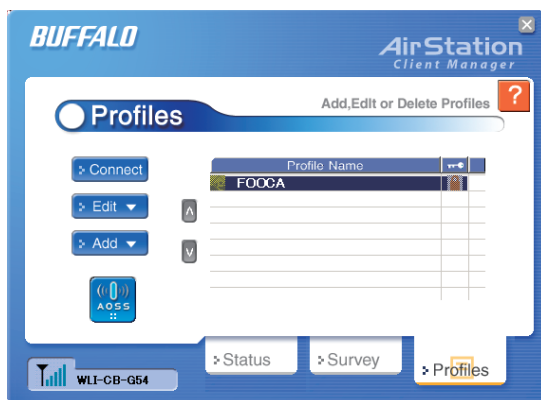 BUFFALO
AirStation
Client Manager
Profiles
Add,EdIt or Delete Profiles
?
Connect
Profile Name
FOOCA
Edit
Add
AOSS
Status
Survey
Profiles
WLI-CB-G54